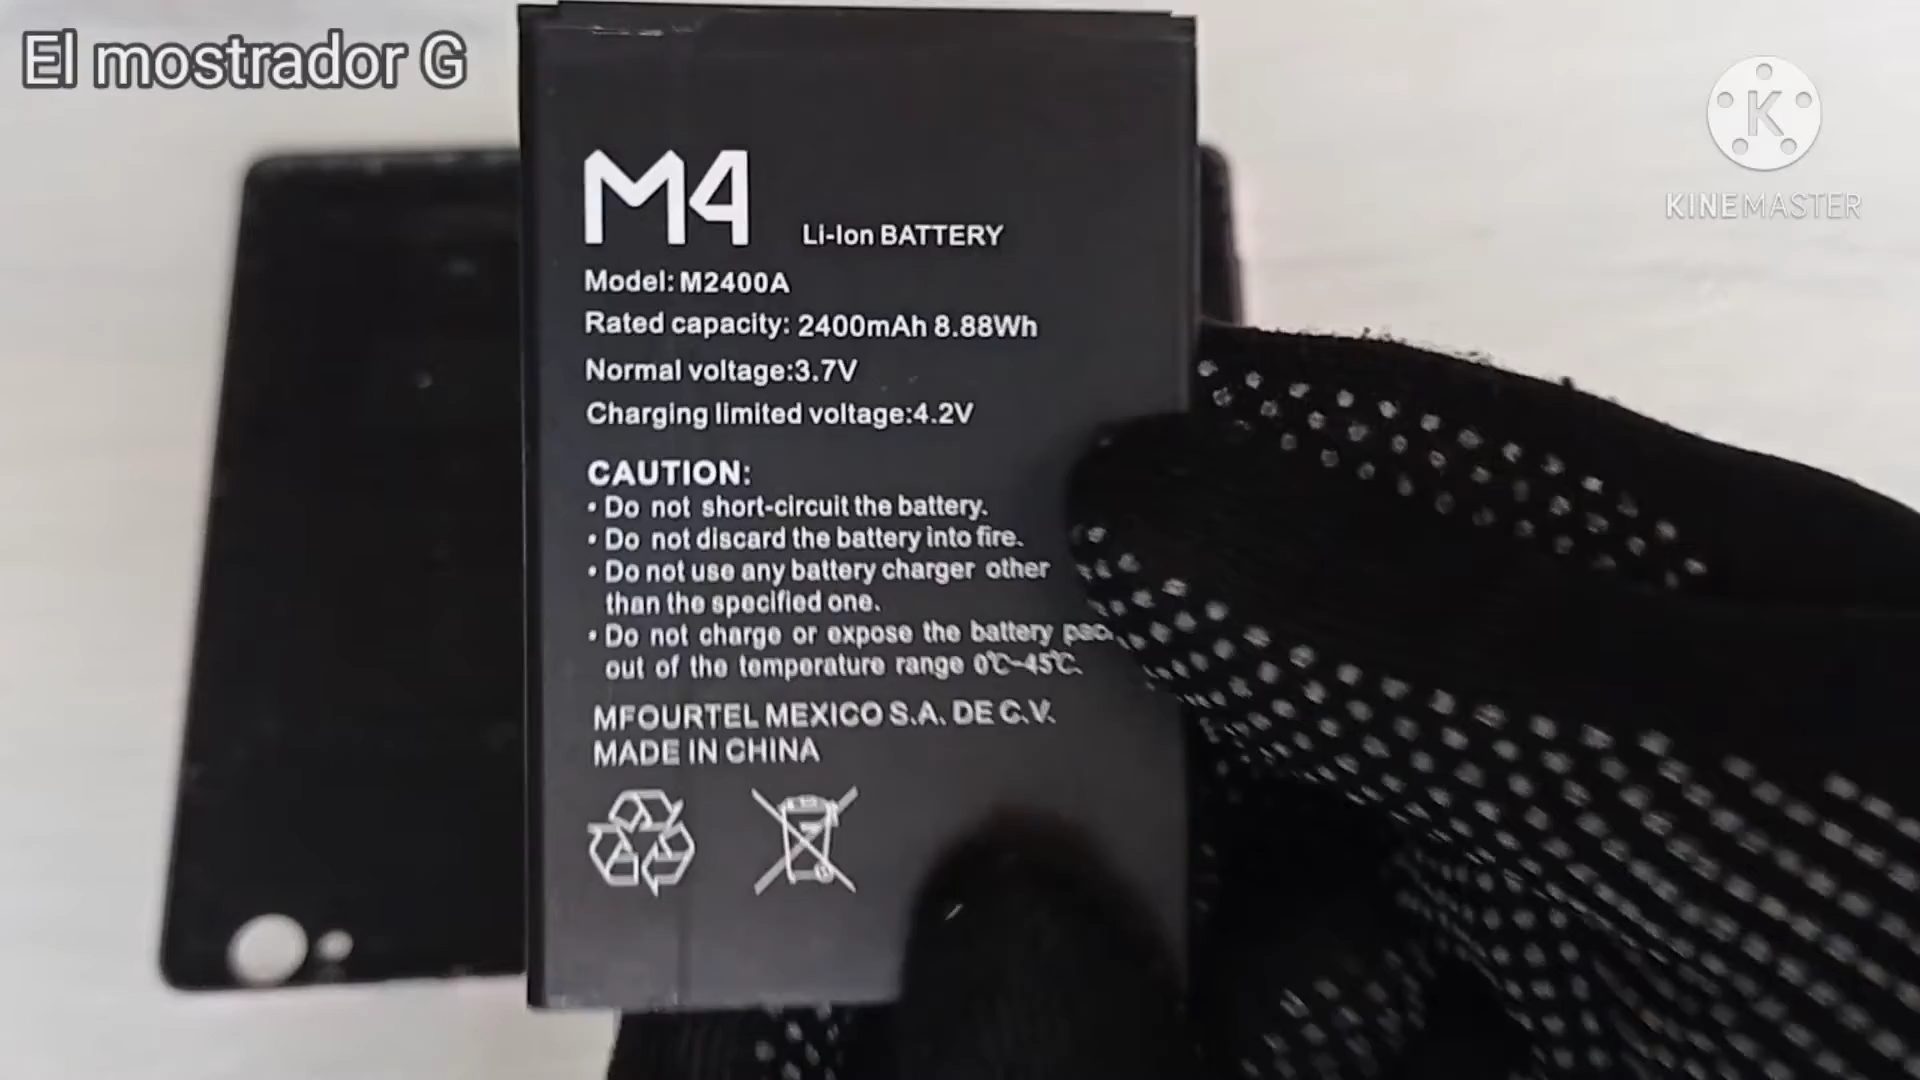 El mostrador G
K
KINEMASTER
M4
Li-Ion BATTERY
Model: M2400A
Rated capacity: 2400mAh 8.88Wh
Normal voltage:3.7V
Charging limited voltage:4.2V
CAUTION:
• Do not short-circuit the battery.
• Do not discard the battery into fire.
• Do not use any battery charger other
than the specified one.
• Do not charge or expose the battery
out of the temperature range 0℃-45℃.
MFOURTEL MEXICO S.A. DE C.V.
MADE IN CHINA